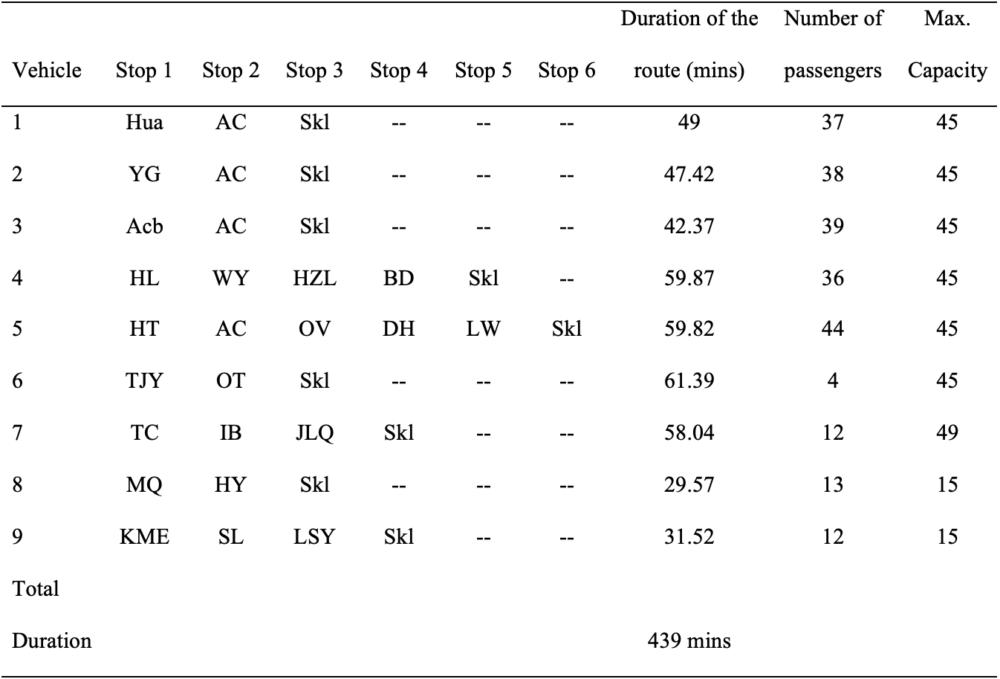 Duration of the Number of Max.
Vehicle Stop 1 Stop 2 Stop 3 Stop 4 Stop 5 Stop 6 route (mins) passengers Capacity
1 Hua AC Skl -- -- -- 49 37 45
2 YG AC Skl -- -- -- 47.42 38 45
3 Acb AC Skl -- -- -- 42.37 39 45
4 HL WY HZL BD Skl -- 59.87 36 45
5 HT AC OV DH LW Skl 59.82 44 45
6 TJY OT Skl -- -- -- 61.39 4 45
7 TC IB JLQ Skl -- -- 58.04 12 49
8 MQ HY Skl -- -- -- 29.57 13 15
9 KME SL LSY Skl -- -- 31.52 12 15
Total
Duration 439 mins